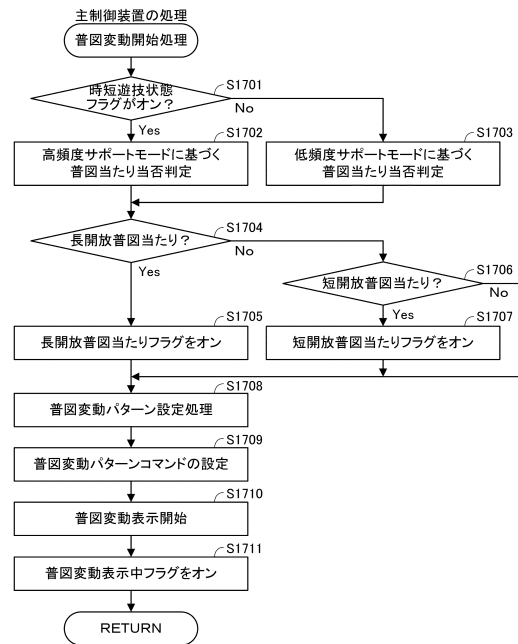 主制御装置の処理
普図変動開始処理
S1701
時短遊技状態
フラグがオン？
No
Yes
S1702
高頻度サポートモードに基づく
普図当たり当否判定
S1703
低頻度サポートモードに基づく
普図当たり当否判定
S1704
長開放普図当たり？
No
Yes
S1706
短開放普図当たり？
No
Yes
S1705
長開放普図当たりフラグをオン
S1707
短開放普図当たりフラグをオン
S1708
普図変動パターン設定処理
S1709
普図変動パターンコマンドの設定
S1710
普図変動表示開始
S1711
普図変動表示中フラグをオン
RETURN